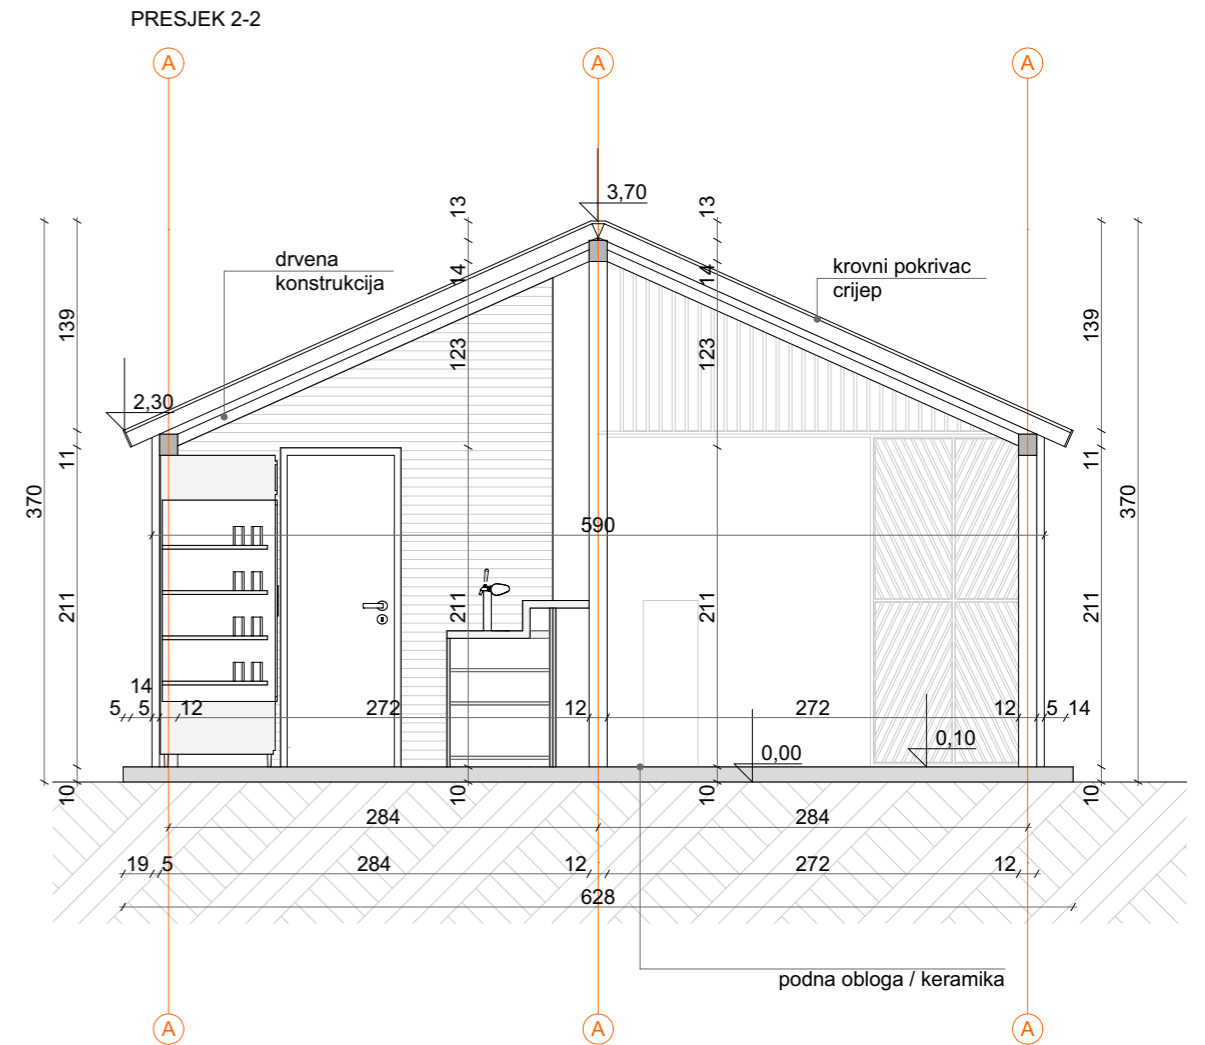 PRESJEK 2-2
A A A
3,70
13 13
drvena
konstrukcija
14 14
krovni pokrivac
crijep
139 123 123 139
2,30
11 11
370 370
590
211 211 211 211
14
5 5 12 272 12 272 12 5 14
0,00 0,10
10 10 10 10
284 284
19 5 284 12 272 12
628
podna obloga / keramika
A A A